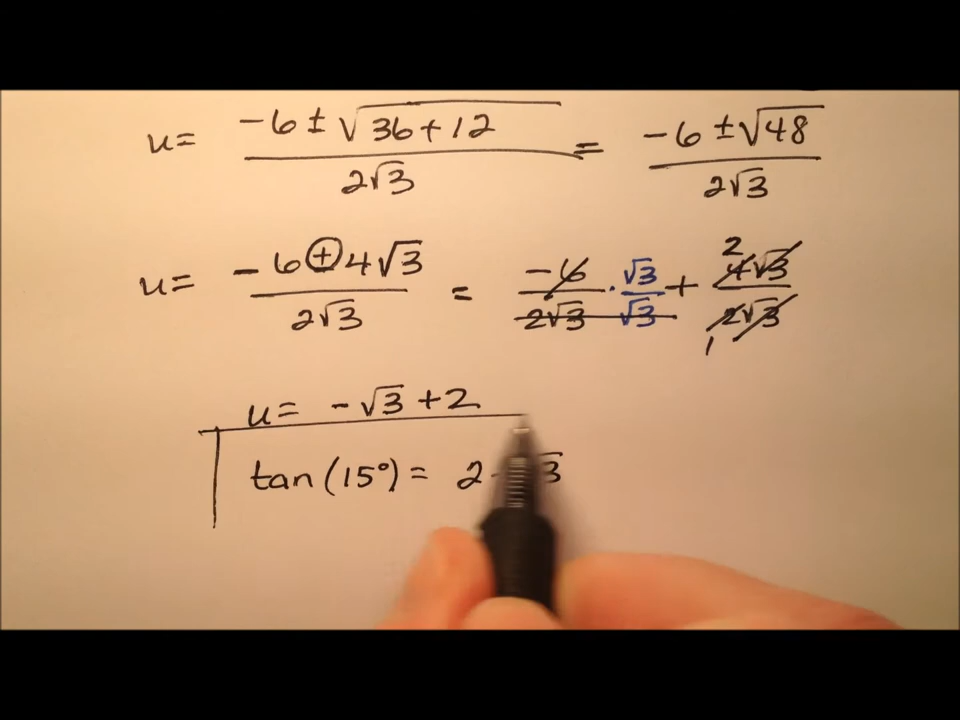 u= -6 ± √36+12 / 2√3 = -6 ± √48 / 2√3
u= -6 + 4√3 / 2√3 = -6 / 2√3 · √3 / √3 + 2 4√3 / 1 2√3
u= -√3 + 2
tan (15°) = 2 3